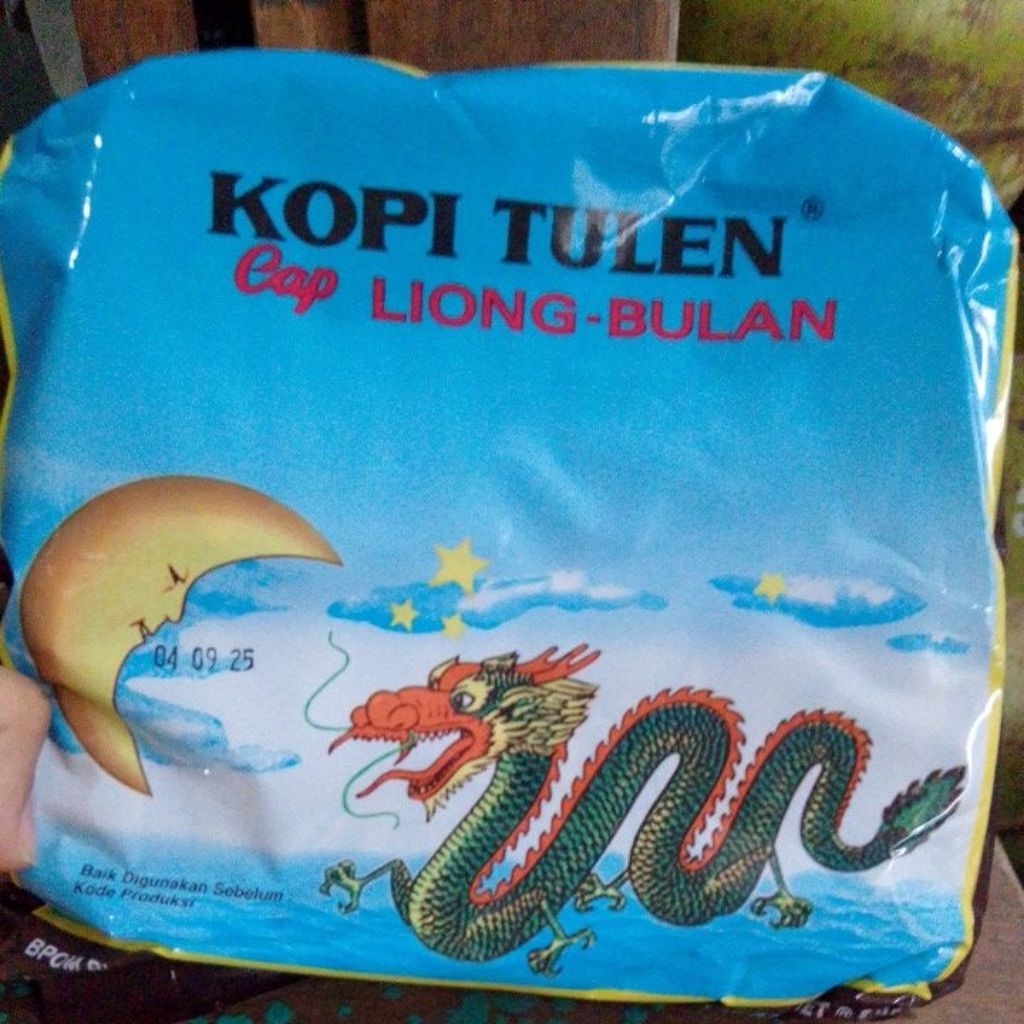 KOPI TULEN®
Cap LIONG-BULAN
04 09 25
Baik Digunakan Sebelum
Kode Produksi